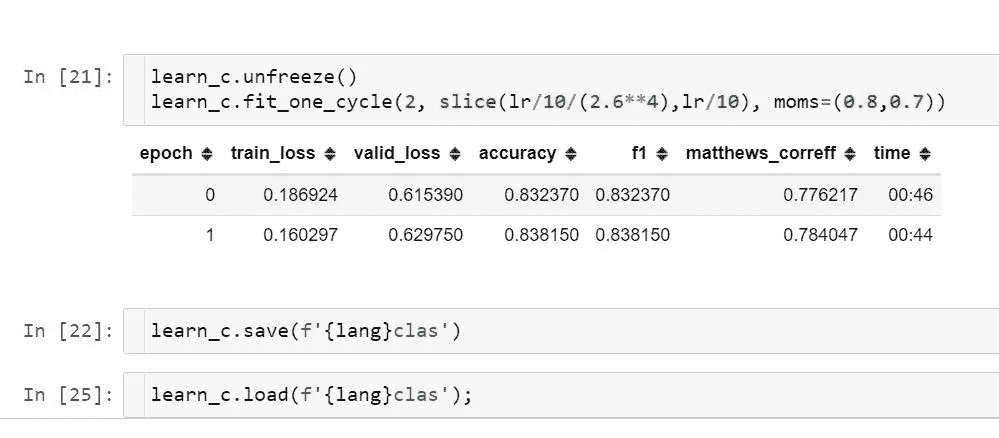 In [21]: learn_c.unfreeze()
learn_c.fit_one_cycle(2, slice(lr/10/(2.6**4),lr/10), moms=(0.8,0.7))
epoch train_loss valid_loss accuracy f1 matthews_correff time
0 0.186924 0.615390 0.832370 0.832370 0.776217 00:46
1 0.160297 0.629750 0.838150 0.838150 0.784047 00:44
In [22]: learn_c.save(f'{lang}clas')
In [25]: learn_c.load(f'{lang}clas');